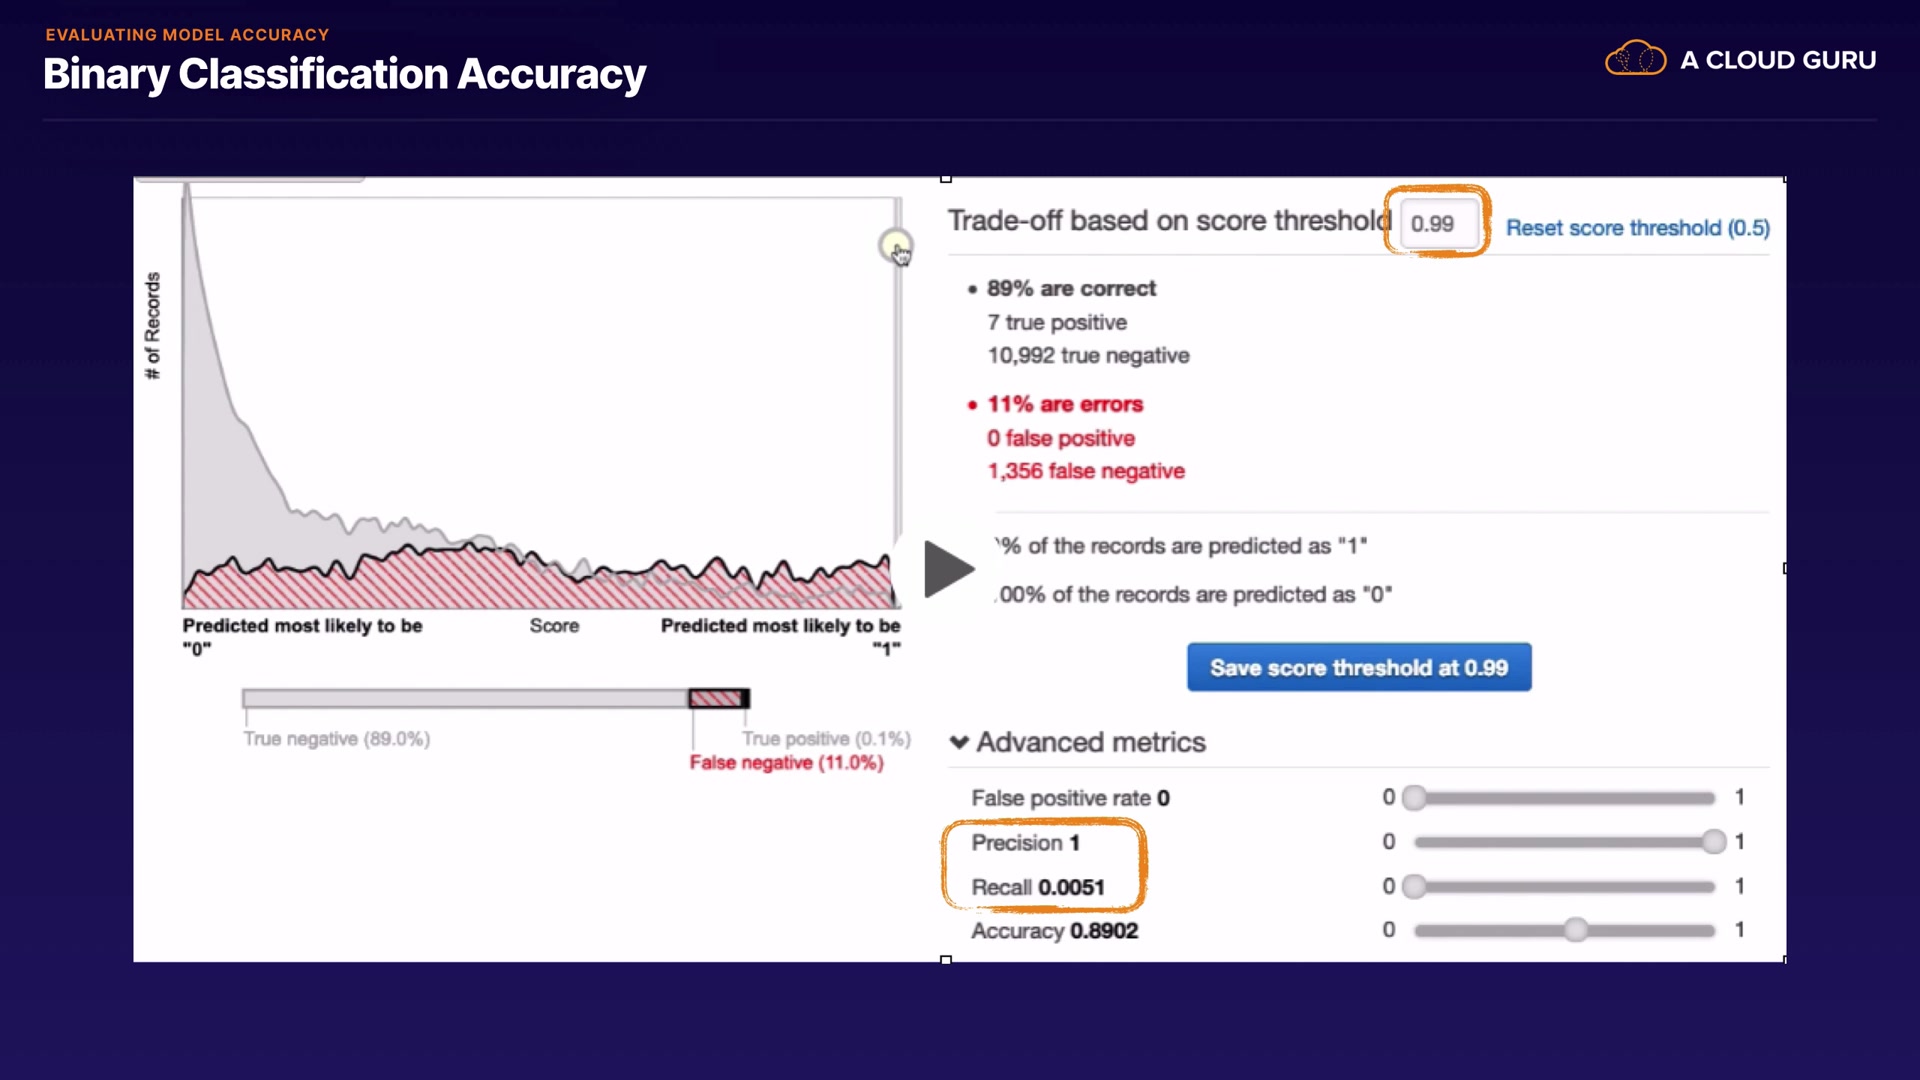 EVALUATING MODEL ACCURACY
Binary Classification Accuracy
A CLOUD GURU
# of Records
Predicted most likely to be
"0"
Score
Predicted most likely to be
"1"
True negative (89.0%)
True positive (0.1%)
False negative (11.0%)
Trade-off based on score threshold 0.99 Reset score threshold (0.5)
• 89% are correct
7 true positive
10,992 true negative
• 11% are errors
0 false positive
1,356 false negative
% of the records are predicted as "1"
00% of the records are predicted as "0"
Save score threshold at 0.99
Advanced metrics
False positive rate 0 0 1
Precision 1 0 1
Recall 0.0051 0 1
Accuracy 0.8902 0 1